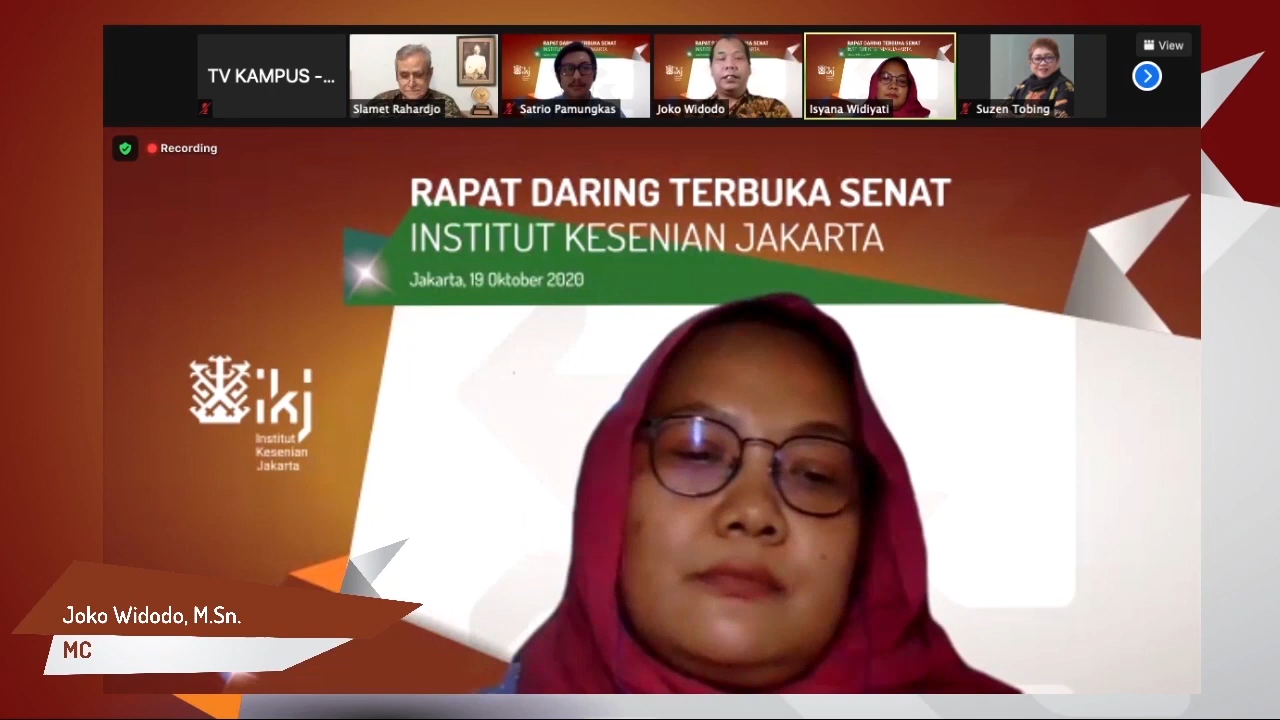 TV KAMPUS -...
Slamet Rahardjo
Satrio Pamungkas
Joko Widodo
Isyana Widiyati
Suzen Tobing
View
Recording
RAPAT DARING TERBUKA SENAT
INSTITUT KESENIAN JAKARTA
Jakarta, 19 Oktober 2020
ikj
Institut
Kesenian
Jakarta
Joko Widodo, M.Sn.
MC